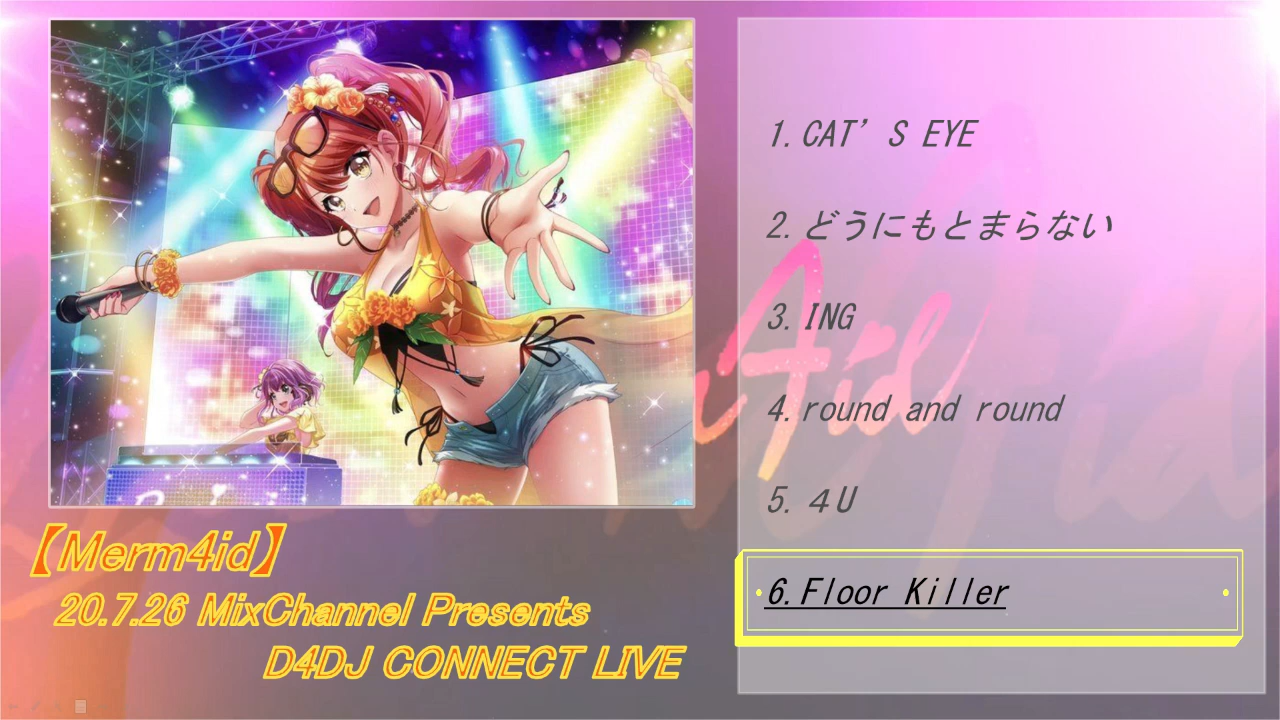 1. CAT'S EYE
2. どうにもとまらない
3. ING
4. round and round
5. 4U
6. Floor Killer
【Merm4id】
20.7.26 MixChannel Presents
D4DJ CONNECT LIVE